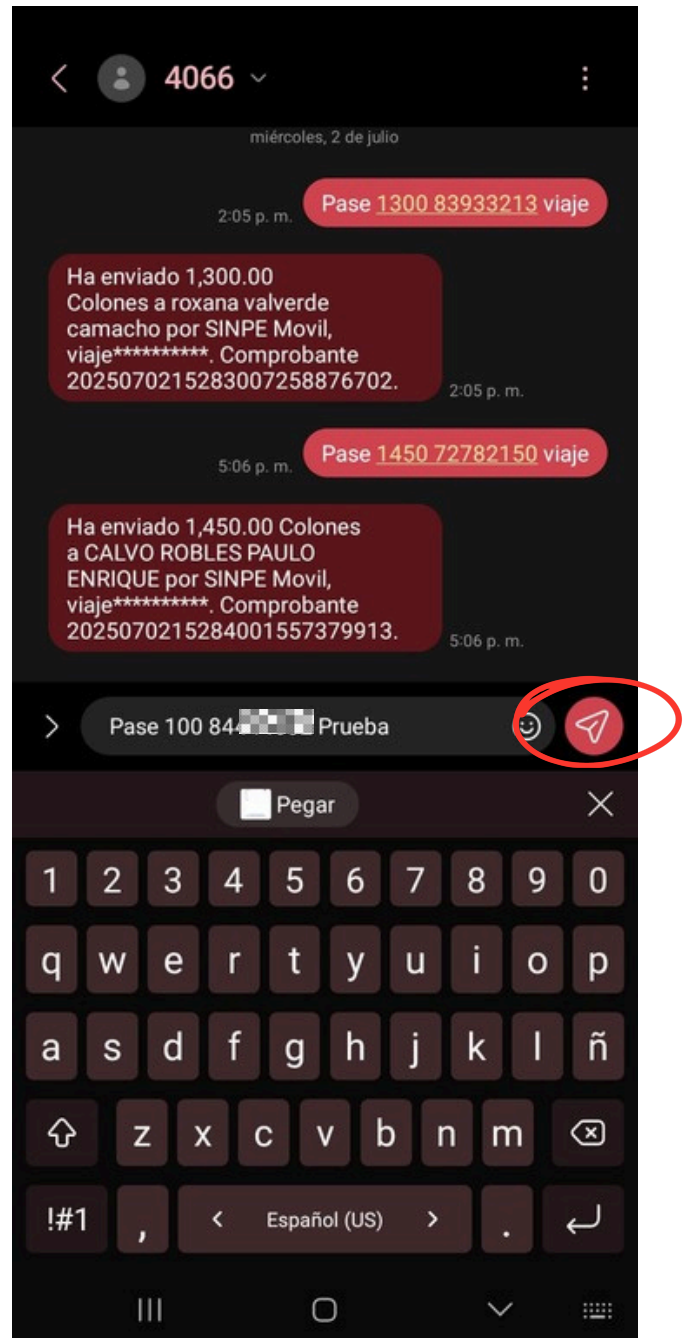 4066
miércoles, 2 de julio
Pase 1300 83933213 viaje
2:05 p. m.
Ha enviado 1,300.00
Colones a roxana valverde
camacho por SINPE Movil,
viaje**********. Comprobante
2025070215283007258876702.
2:05 p. m.
Pase 1450 72782150 viaje
5:06 p. m.
Ha enviado 1,450.00 Colones
a CALVO ROBLES PAULO
ENRIQUE por SINPE Movil,
viaje**********. Comprobante
2025070215284001557379913.
5:06 p. m.
Pase 100 844 Prueba
Pegar
1 2 3 4 5 6 7 8 9 0
q w e r t y u i o p
a s d f g h j k l ñ
z x c v b n m
!#1 , < Español (US) > .